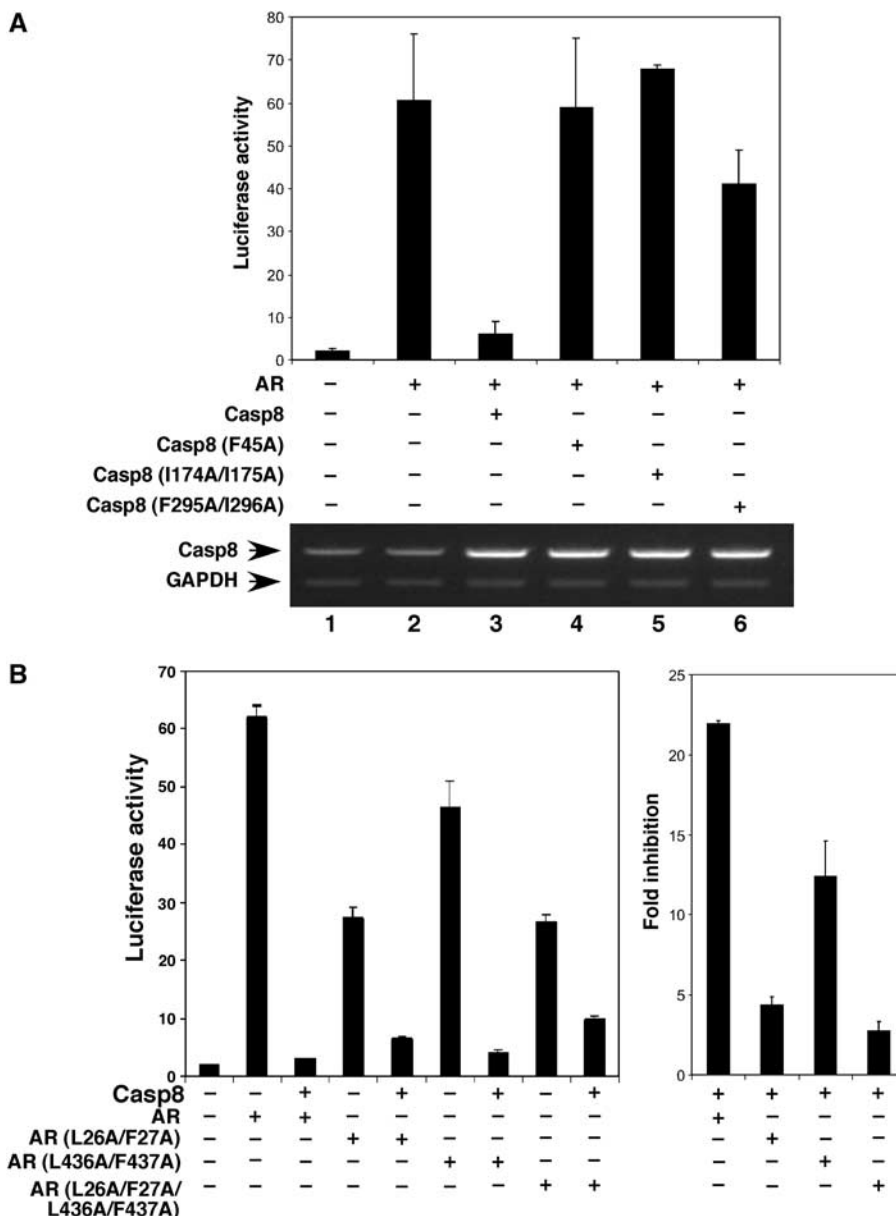 A
80
70
60
50
40
30
20
10
0
Luciferase activity
AR – + + + + +
Casp8 – – + – – –
Casp8 (F45A) – – – + – –
Casp8 (I174A/I175A) – – – – + –
Casp8 (F295A/I296A) – – – – – +
Casp8
GAPDH
1 2 3 4 5 6
B
70
60
50
40
30
20
10
0
Luciferase activity
25
20
15
10
5
0
Fold inhibition
Casp8 – – + – + – + – + + + + +
AR – + + – – – – – – + – – –
AR (L26A/F27A) – – – + + – – – – – + – –
AR (L436A/F437A) – – – – – + + – – – – + –
AR (L26A/F27A/ – – – – – – – + + – – – +
L436A/F437A)